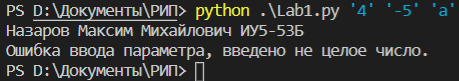 PS D:\Документы\РИП> python .\Lab1.py '4' '-5' 'a'
Назаров Максим Михайлович ИУ5-53Б
Ошибка ввода параметра, введено не целое число.
PS D:\Документы\РИП>